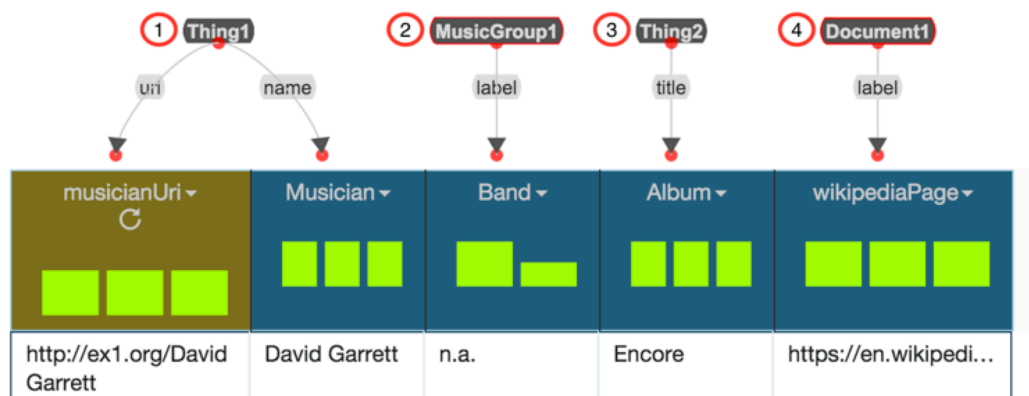 1 Thing1 2 MusicGroup1 3 Thing2 4 Document1
uri name label title label
musicianUri Musician Band Album wikipediaPage
http://ex1.org/David David Garrett n.a. Encore https://en.wikipedi...
Garrett